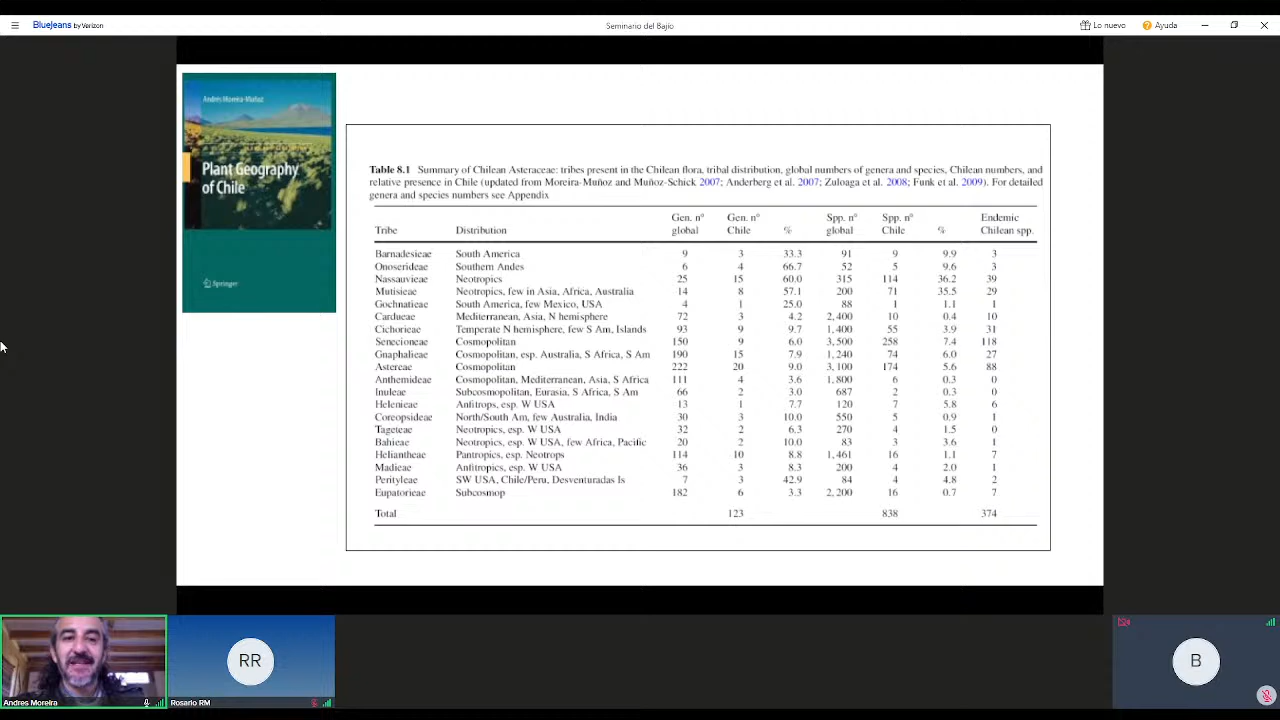 BlueJeans by Verizon
Seminario del Bajío
Lo nuevo
Ayuda
Andrés Moreira-Muñoz
Plant Geography
of Chile
Springer
Table 8.1 Summary of Chilean Asteraceae: tribes present in the Chilean flora, tribal distribution, global numbers of genera and species, Chilean numbers, and
relative presence in Chile (updated from Moreira-Muñoz and Muñoz-Schick 2007; Anderberg et al. 2007; Zuloaga et al. 2008; Funk et al. 2009). For detailed
genera and species numbers see Appendix
Gen. nº Gen. nº Spp. nº Spp. nº Endemic
Tribe Distribution global Chile % global Chile % Chilean spp.
Barnadesieae South America 9 3 33.3 91 9 9.9 3
Onoserideae Southern Andes 6 4 66.7 52 5 9.6 3
Nassauvieae Neotropics 25 15 60.0 315 114 36.2 39
Mutisieae Neotropics, few in Asia, Africa, Australia 14 8 57.1 200 71 35.5 29
Gochnatieae South America, few Mexico, USA 4 1 25.0 88 1 1.1 1
Cardueae Mediterranean, Asia, N hemisphere 72 3 4.2 2,400 10 0.4 10
Cichorieae Temperate N hemisphere, few S Am, Islands 93 9 9.7 1,400 55 3.9 31
Senecioneae Cosmopolitan 150 9 6.0 3,500 258 7.4 118
Gnaphalieae Cosmopolitan, esp. Australia, S Africa, S Am 190 15 7.9 1,240 74 6.0 27
Astereae Cosmopolitan 222 20 9.0 3,100 174 5.6 88
Anthemideae Cosmopolitan, Mediterranean, Asia, S Africa 111 4 3.6 1,800 6 0.3 0
Inuleae Subcosmopolitan, Eurasia, S Africa, S Am 66 2 3.0 687 2 0.3 0
Helenieae Anfitrops, esp. W USA 13 1 7.7 120 7 5.8 6
Coreopsideae North/South Am, few Australia, India 30 3 10.0 550 5 0.9 1
Tageteae Neotropics, esp. W USA 32 2 6.3 270 4 1.5 0
Bahieae Neotropics, esp. W USA, few Africa, Pacific 20 2 10.0 83 3 3.6 1
Heliantheae Pantropics, esp. Neotrops 114 10 8.8 1,461 16 1.1 7
Madieae Anfitropics, esp. W USA 36 3 8.3 200 4 2.0 1
Perityleae SW USA, Chile/Peru, Desventuradas Is 7 3 42.9 84 4 4.8 2
Eupatorieae Subcosmop 182 6 3.3 2,200 16 0.7 7
Total 123 838 374
RR
B
Andres Moreira
Rosario RM